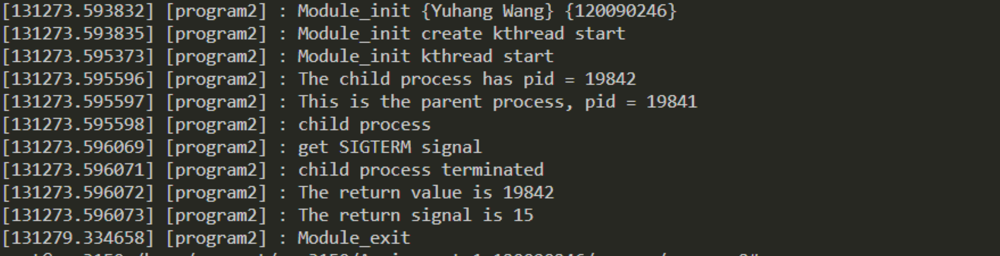 [131273.593832] [program2] : Module_init {Yuhang Wang} {120090246}
[131273.593835] [program2] : Module_init create kthread start
[131273.595373] [program2] : Module_init kthread start
[131273.595596] [program2] : The child process has pid = 19842
[131273.595597] [program2] : This is the parent process, pid = 19841
[131273.595598] [program2] : child process
[131273.596069] [program2] : get SIGTERM signal
[131273.596071] [program2] : child process terminated
[131273.596072] [program2] : The return value is 19842
[131273.596073] [program2] : The return signal is 15
[131279.334658] [program2] : Module_exit